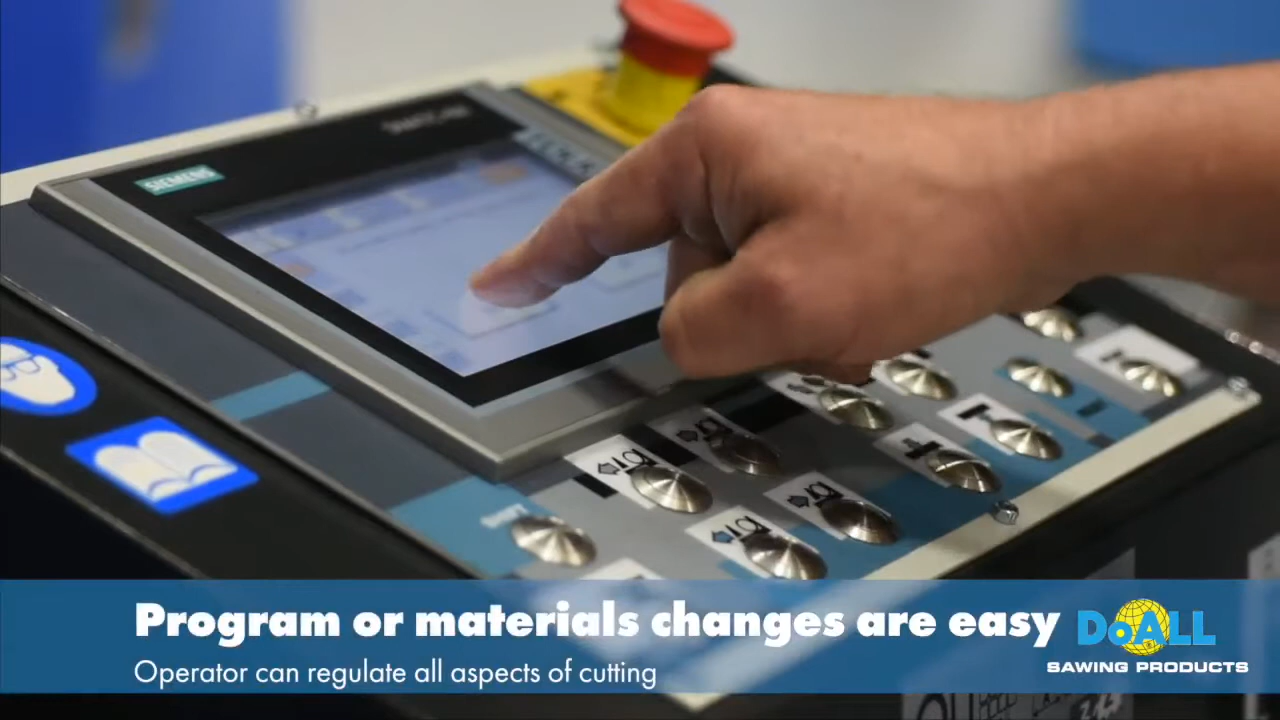 SIEMENS
Program or materials changes are easy
Operator can regulate all aspects of cutting
DoALL
SAWING PRODUCTS